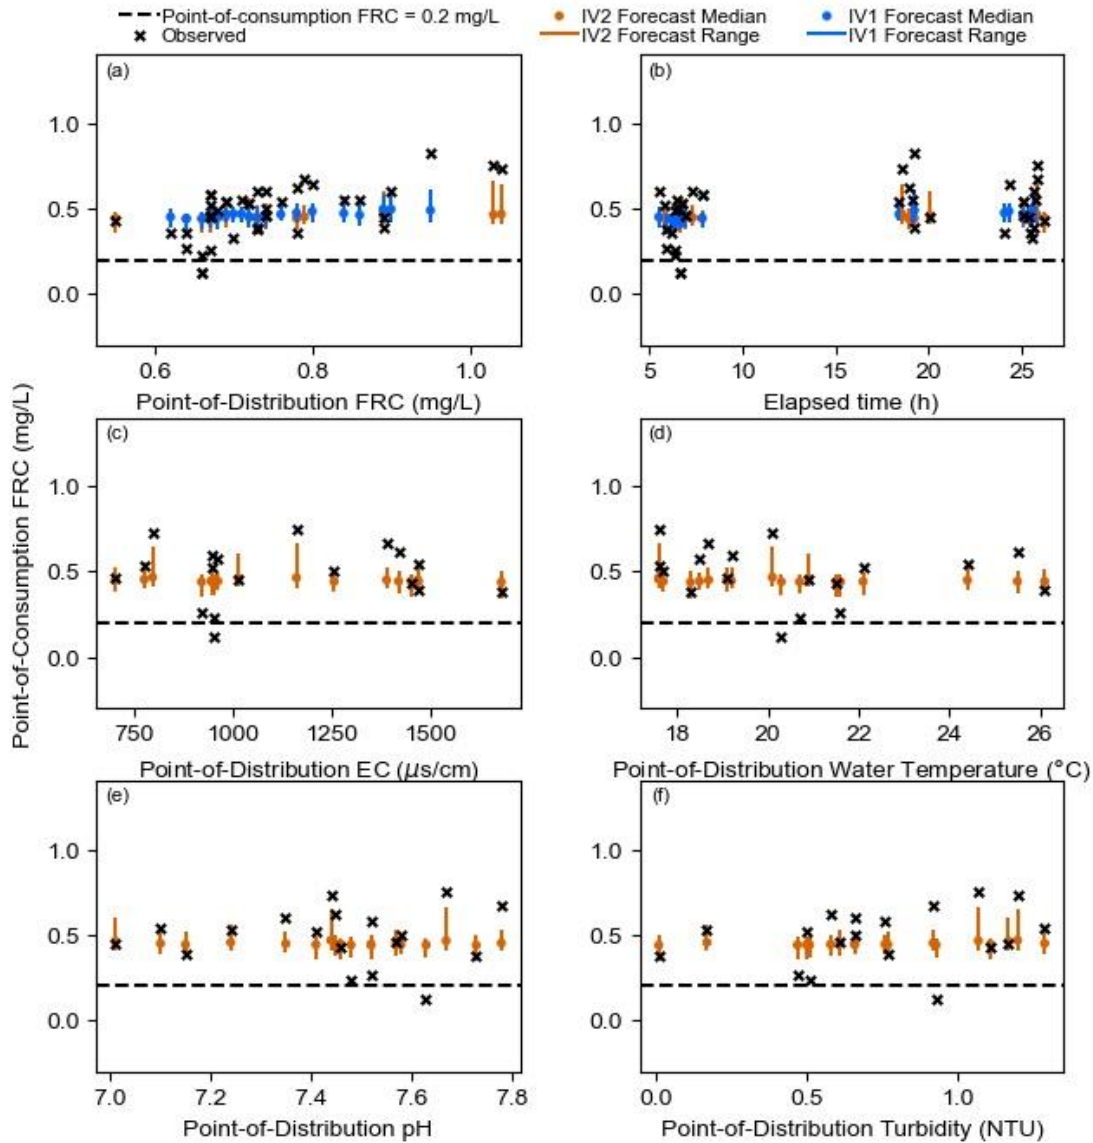 Point-of-consumption FRC = 0.2 mg/L
IV2 Forecast Median
IV1 Forecast Median
Observed
IV2 Forecast Range
IV1 Forecast Range
(a)
(b)
1.0
0.5
0.0
1.0
0.5
0.0
0.6
0.8
1.0
5
10
15
20
25
Point-of-Distribution FRC (mg/L)
Elapsed time (h)
Point-of-Consumption FRC (mg/L)
(c)
(d)
1.0
0.5
0.0
1.0
0.5
0.0
750
1000
1250
1500
18
20
22
24
26
Point-of-Distribution EC (μs/cm)
Point-of-Distribution Water Temperature (°C)
(e)
(f)
1.0
0.5
0.0
1.0
0.5
0.0
7.0
7.2
7.4
7.6
7.8
0.0
0.5
1.0
Point-of-Distribution pH
Point-of-Distribution Turbidity (NTU)